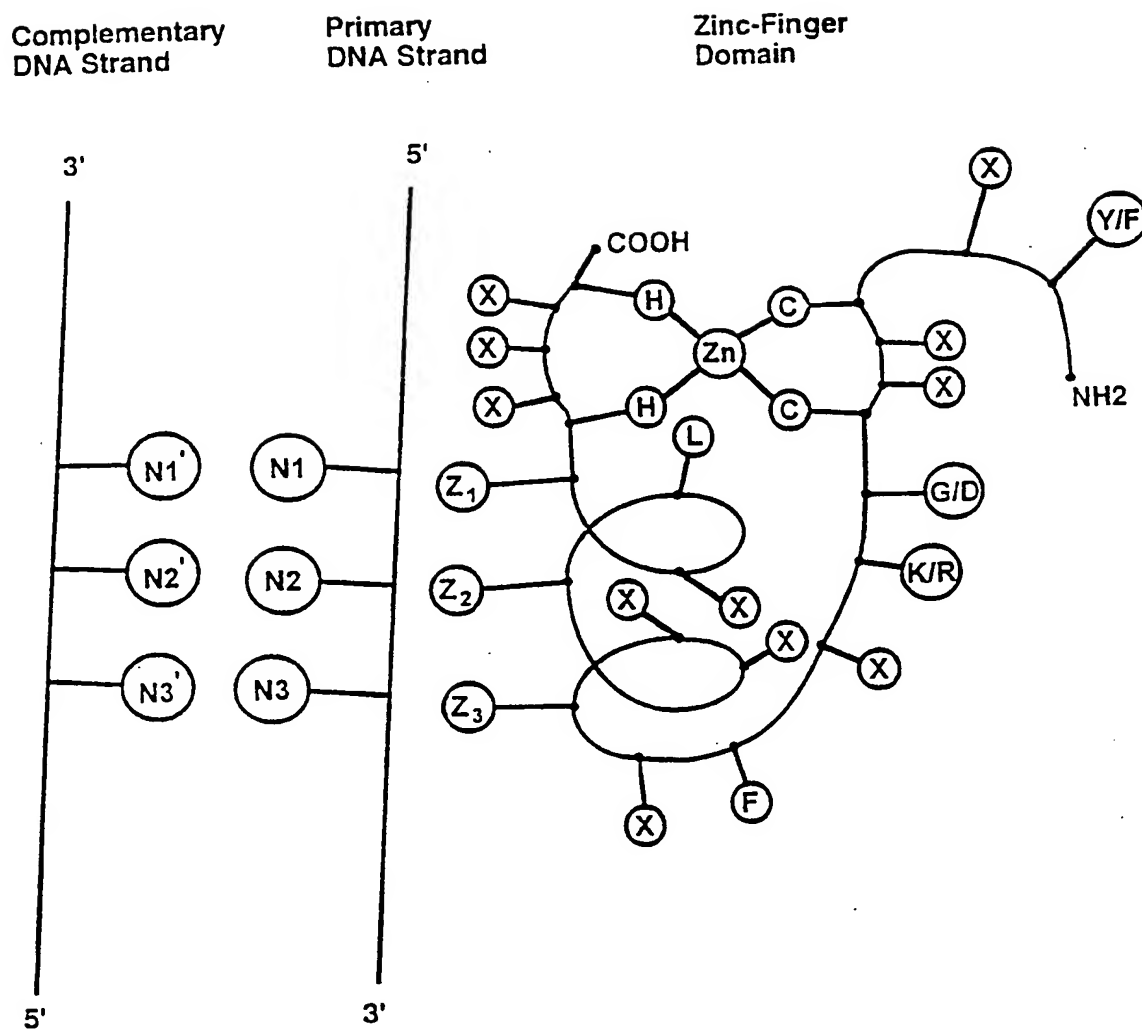 Complementary
DNA Strand
Primary
DNA Strand
Zinc-Finger
Domain
3'
5'
X
Y/F
COOH
X
H
C
X
Zn
X
X
X
H
C
NH2
L
N1'
N1
Z1
G/D
N2'
N2
Z2
X
X
K/R
X
X
N3'
N3
Z3
X
F
5'
3'